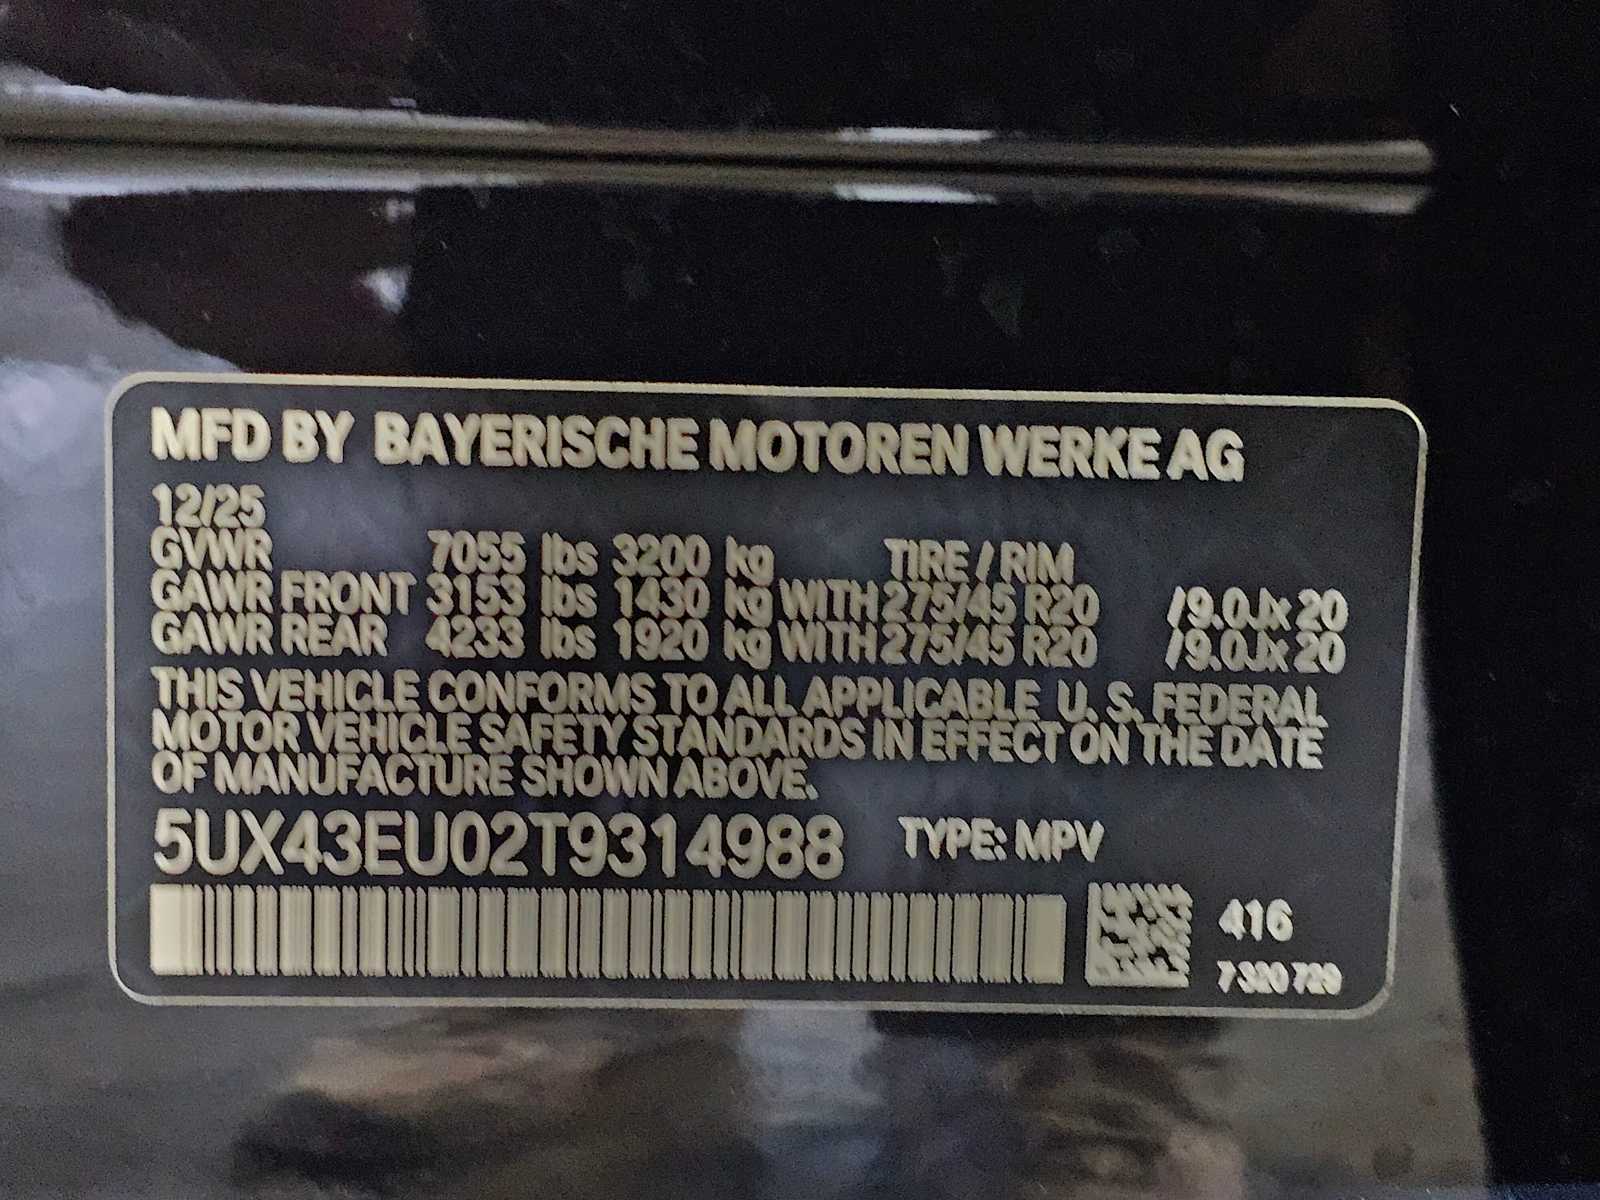 MFD BY BAYERISCHE MOTOREN WERKE AG
12/25
GVWR 7055 lbs 3200 kg TIRE / RIM
GAWR FRONT 3153 lbs 1430 kg WITH 275/45 R20 /9.0Jx 20
GAWR REAR 4233 lbs 1920 kg WITH 275/45 R20 /9.0Jx 20
THIS VEHICLE CONFORMS TO ALL APPLICABLE U. S. FEDERAL
MOTOR VEHICLE SAFETY STANDARDS IN EFFECT ON THE DATE
OF MANUFACTURE SHOWN ABOVE.
5UX43EU02T9314988 TYPE: MPV
416
7 320 729